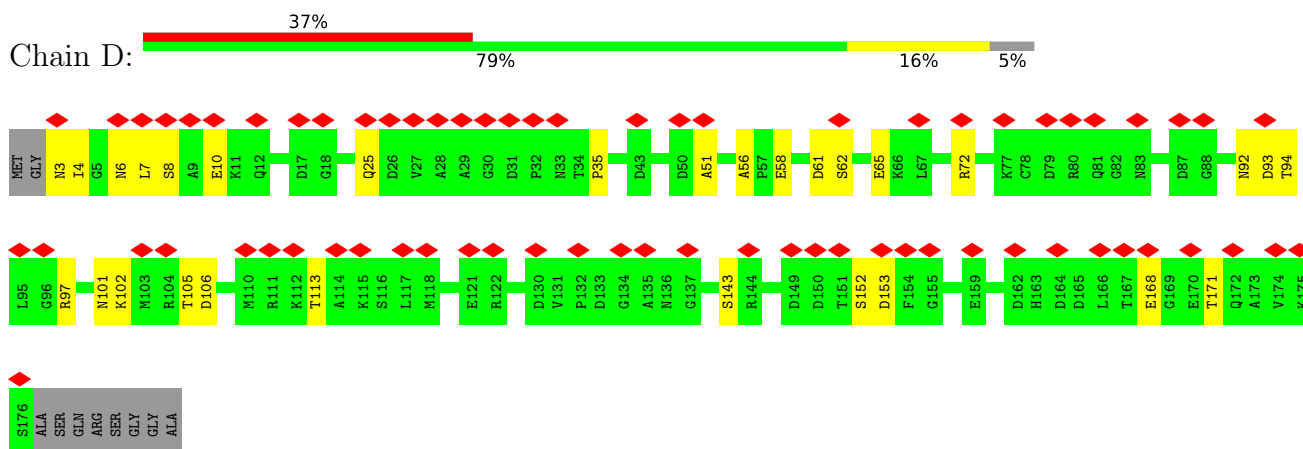 37%
Chain D:
79% 16% 5%
MET GLY N3 I4 G5 N6 L7 S8 A9 E10 K11 Q12 D17 G18 Q25 D26 V27 A28 A29 G30 D31 P32 N33 T34 P35 D43 D50 A51 A56 P57 E58 D61 S62 E65 K66 L67 R72 K77 C78 D79 R80 Q81 G82 N83 D87 G88 N92 D93 T94
L95 G96 R97 N101 K102 M103 R104 T105 D106 M110 R111 K112 T113 A114 K115 S116 L117 M118 E121 R122 D130 V131 P132 D133 G134 A135 N136 G137 S143 R144 D149 D150 T151 S152 D153 F154 G155 E159 D162 H163 D164 D165 L166 T167 E168 G169 E170 T171 Q172 A173 V174 K175
S176 ALA SER GLN ARG SER GLY GLY ALA